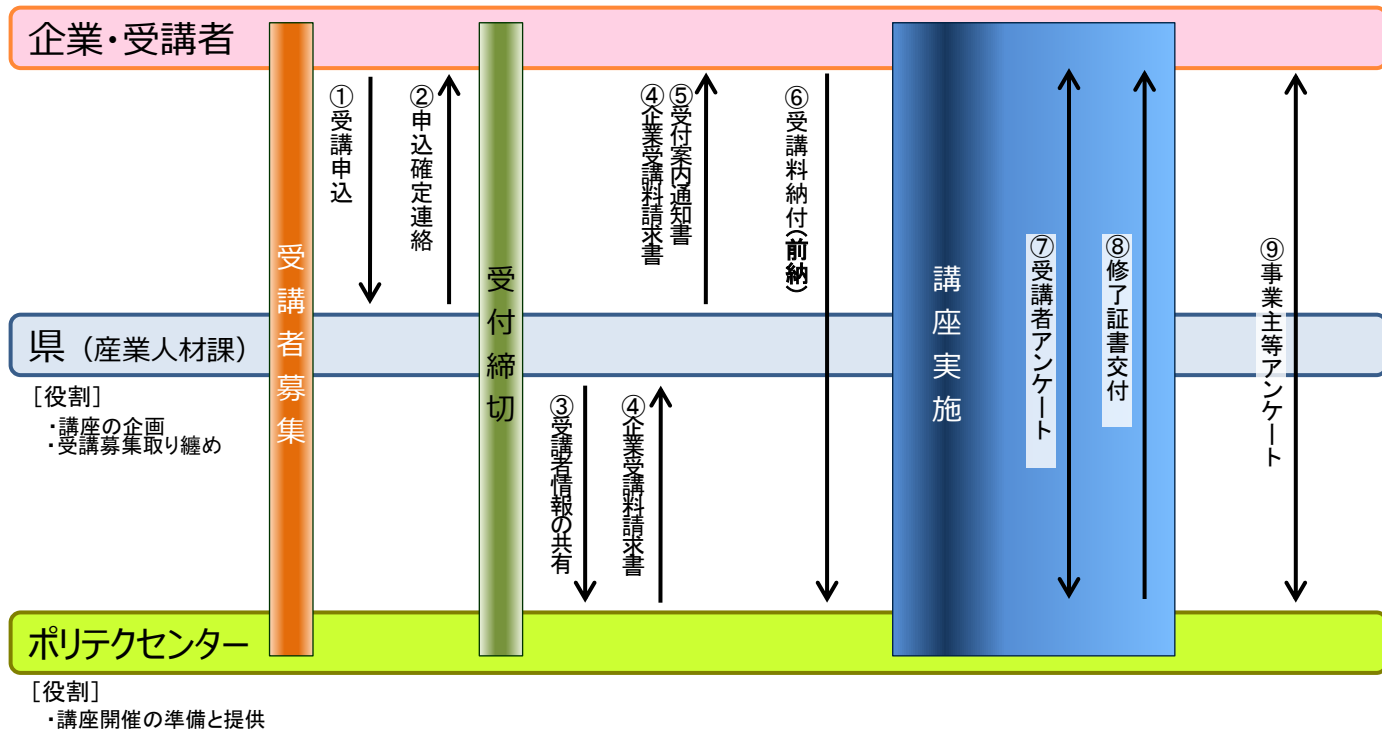 企業・受講者
受講者募集
①受講申込
②申込確定連絡
受付締切
④企業受講料請求書
⑤受付案内通知書
⑥受講料納付(前納)
講座実施
⑦受講者アンケート
⑧修了証書交付
⑨事業主等アンケート
県（産業人材課）
［役割］
・講座の企画
・受講募集取り纏め
③受講者情報の共有
④企業受講料請求書
ポリテクセンター
［役割］
・講座開催の準備と提供